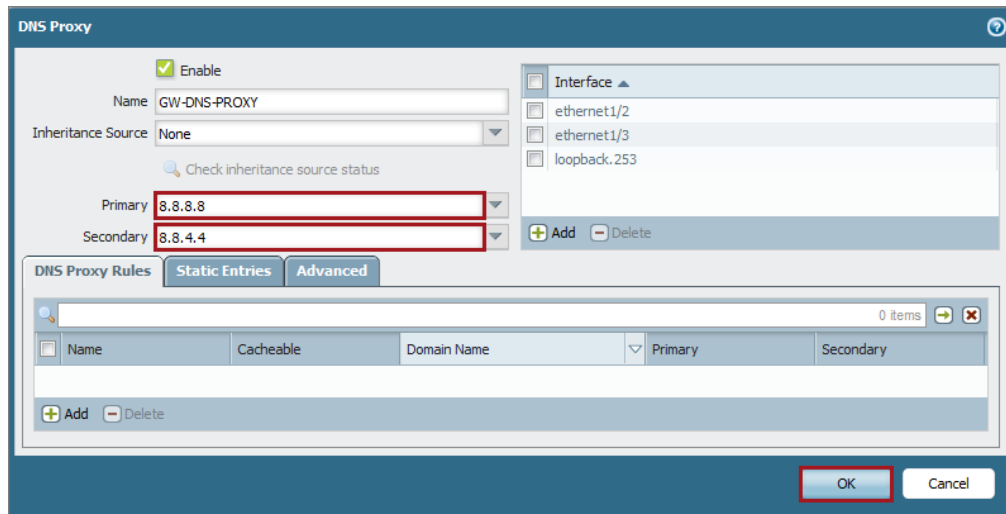 DNS Proxy
Enable
Name GW-DNS-PROXY
Inheritance Source None
Check inheritance source status
Primary 8.8.8.8
Secondary 8.8.4.4
Interface
ethernet1/2
ethernet1/3
loopback.253
Add Delete
DNS Proxy Rules Static Entries Advanced
0 items
Name Cacheable Domain Name Primary Secondary
Add Delete
OK Cancel